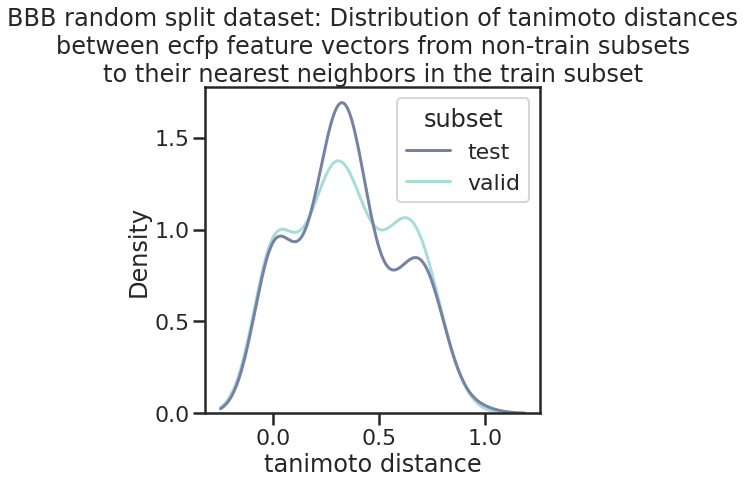 BBB random split dataset: Distribution of tanimoto distances
between ecfp feature vectors from non-train subsets
to their nearest neighbors in the train subset
subset
test
valid
Density
1.5
1.0
0.5
0.0
0.0 0.5 1.0
tanimoto distance